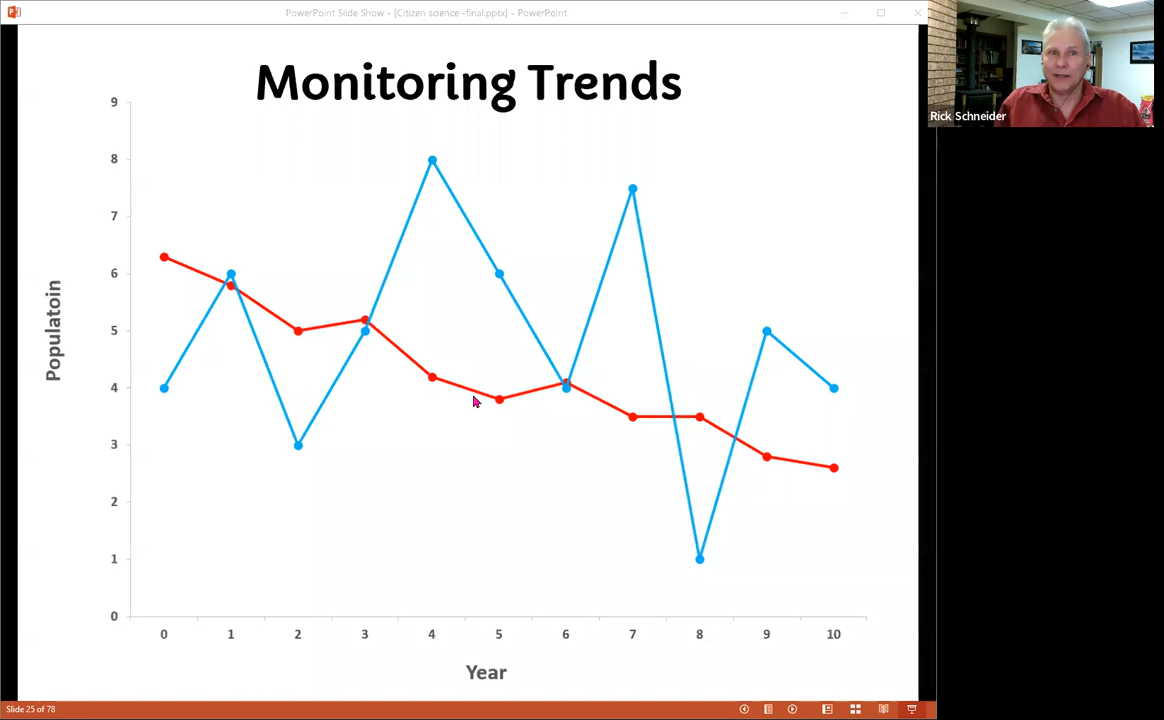 PowerPoint Slide Show - [Citizen science -final.pptx] - PowerPoint
Rick Schneider
Monitoring Trends
9
8
7
6
5
4
3
2
1
0
Populatoin
0 1 2 3 4 5 6 7 8 9 10
Year
Slide 25 of 78